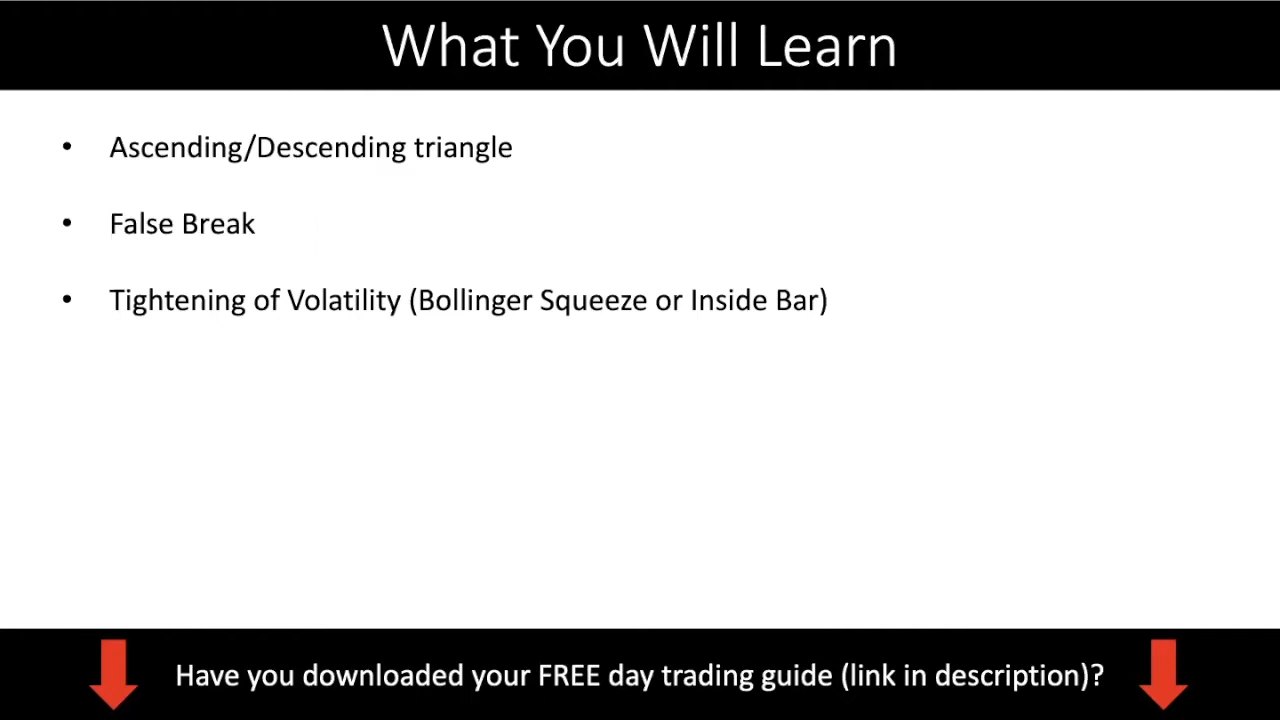 What You Will Learn
• Ascending/Descending triangle
• False Break
• Tightening of Volatility (Bollinger Squeeze or Inside Bar)
Have you downloaded your FREE day trading guide (link in description)?